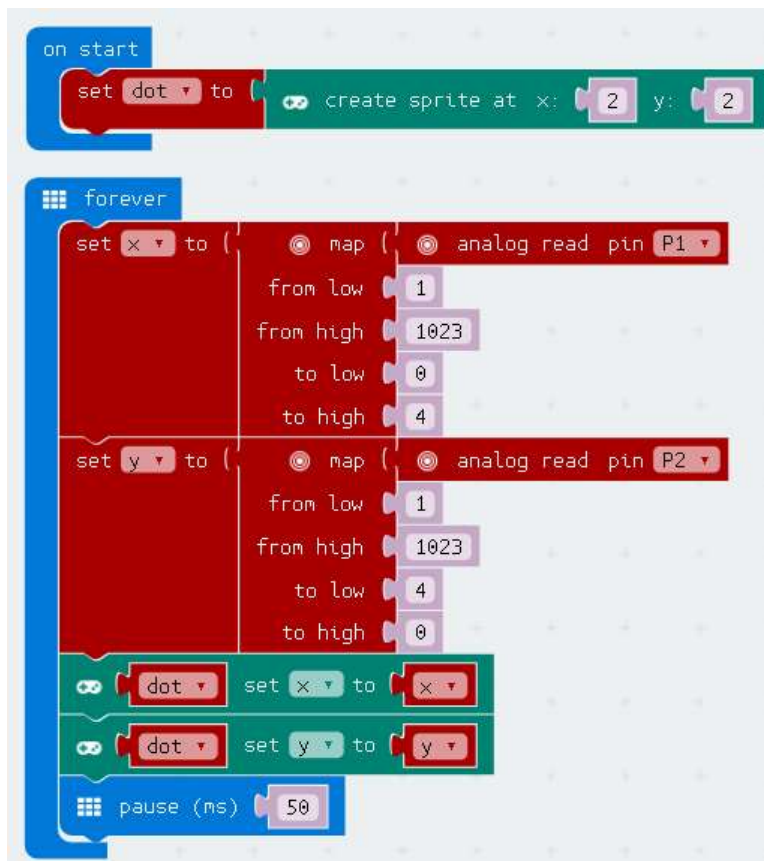 on start
set dot to create sprite at x: 2 y: 2
forever
set x to ( map ( analog read pin P1
from low 1
from high 1023
to low 0
to high 4
set y to ( map ( analog read pin P2
from low 1
from high 1023
to low 4
to high 0
dot set x to x
dot set y to y
pause (ms) 50